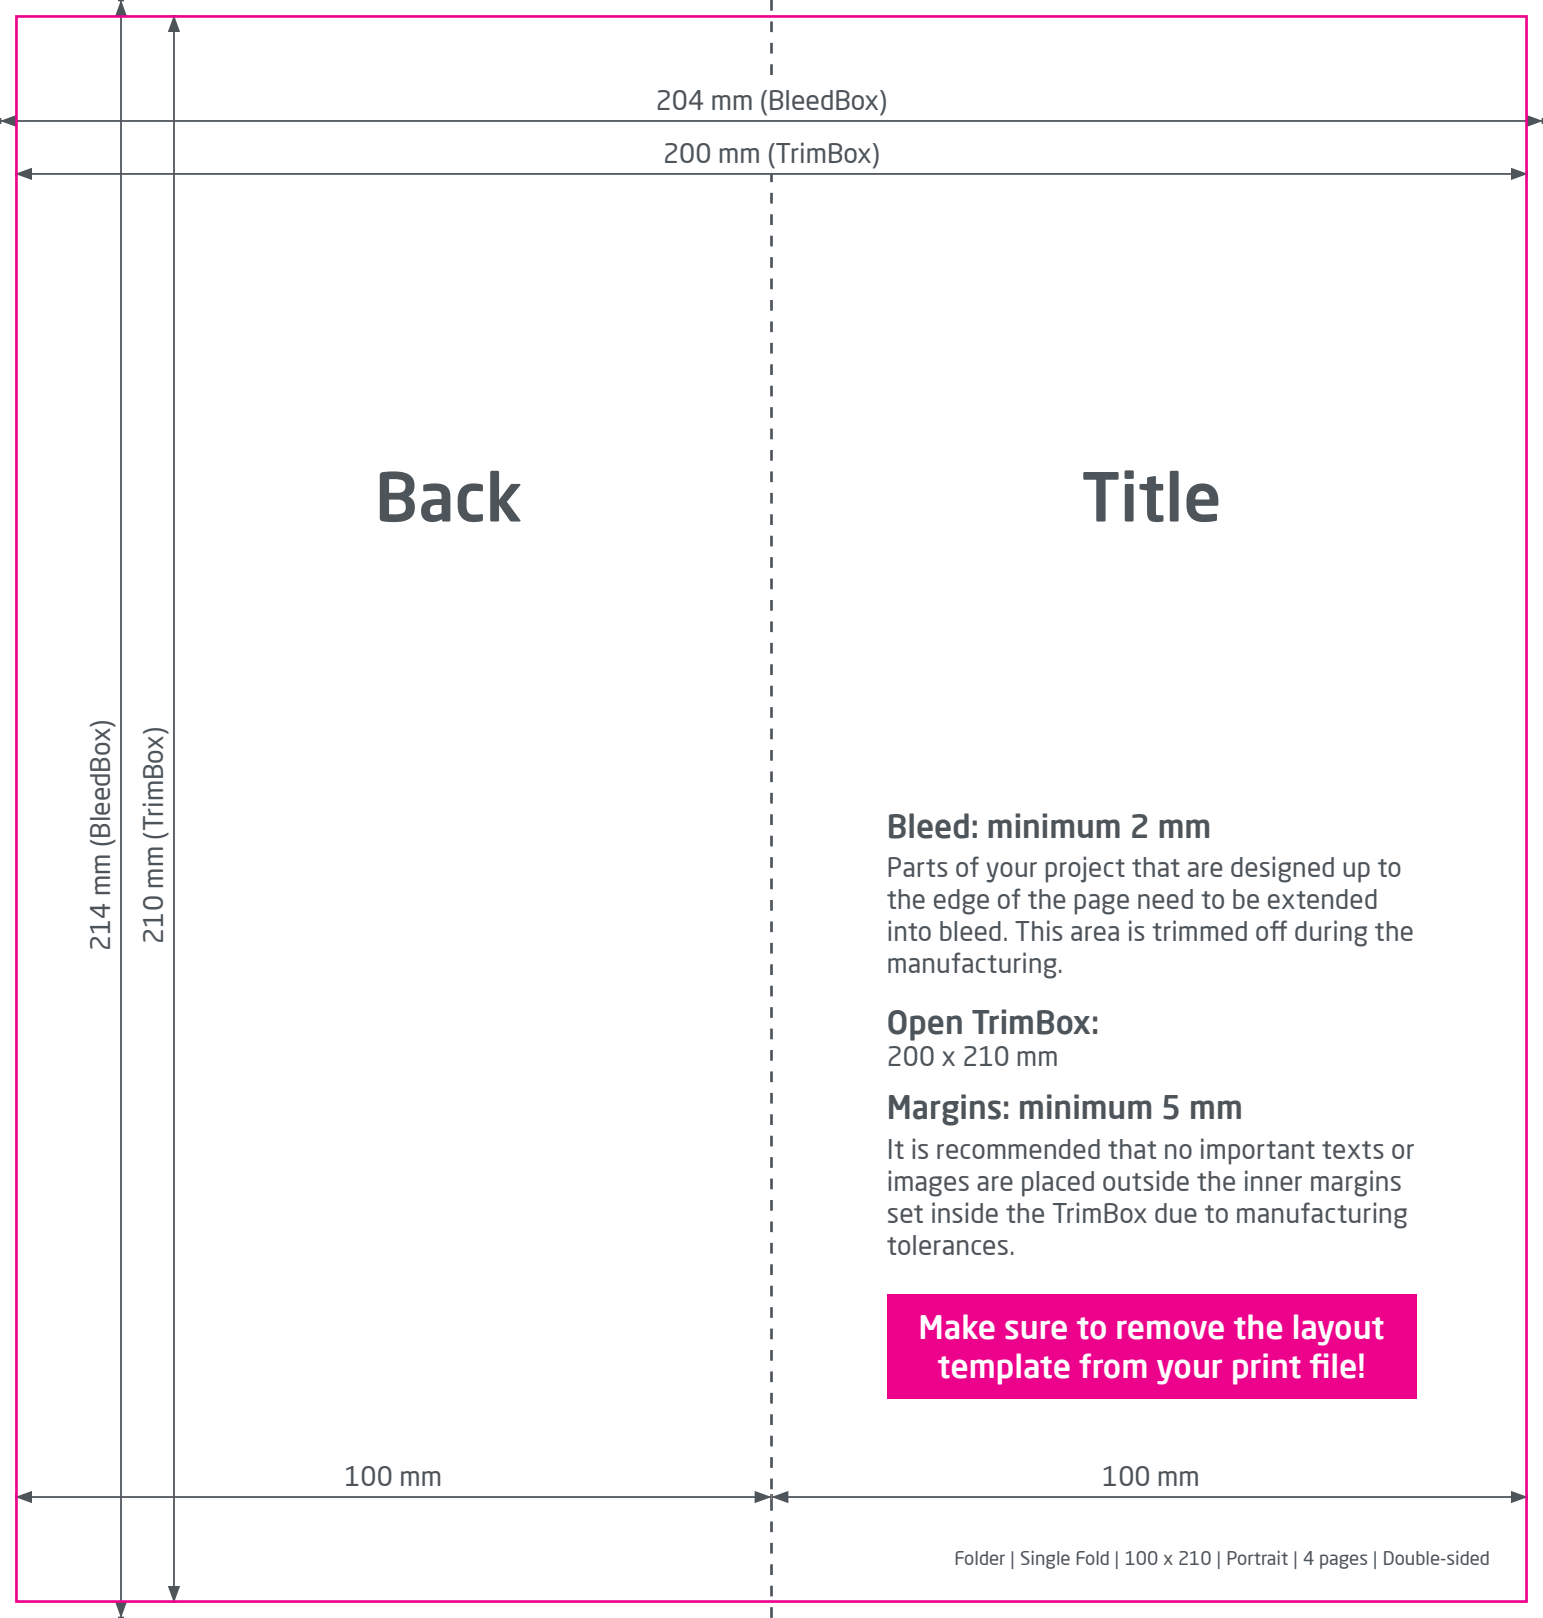 204 mm (BleedBox)
200 mm (TrimBox)
Back
Title
214 mm (BleedBox)
210 mm (TrimBox)
Bleed: minimum 2 mm
Parts of your project that are designed up to
the edge of the page need to be extended
into bleed. This area is trimmed off during the
manufacturing.
Open TrimBox:
200 x 210 mm
Margins: minimum 5 mm
It is recommended that no important texts or
images are placed outside the inner margins
set inside the TrimBox due to manufacturing
tolerances.
Make sure to remove the layout
template from your print file!
100 mm
100 mm
Folder | Single Fold | 100 x 210 | Portrait | 4 pages | Double-sided